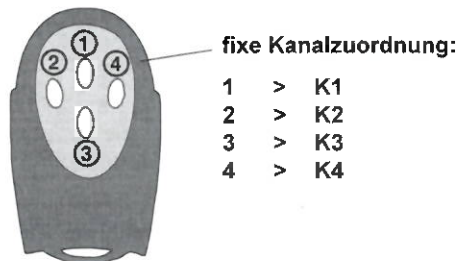 1
2 4
3
fixe Kanalzuordnung:
1 > K1
2 > K2
3 > K3
4 > K4